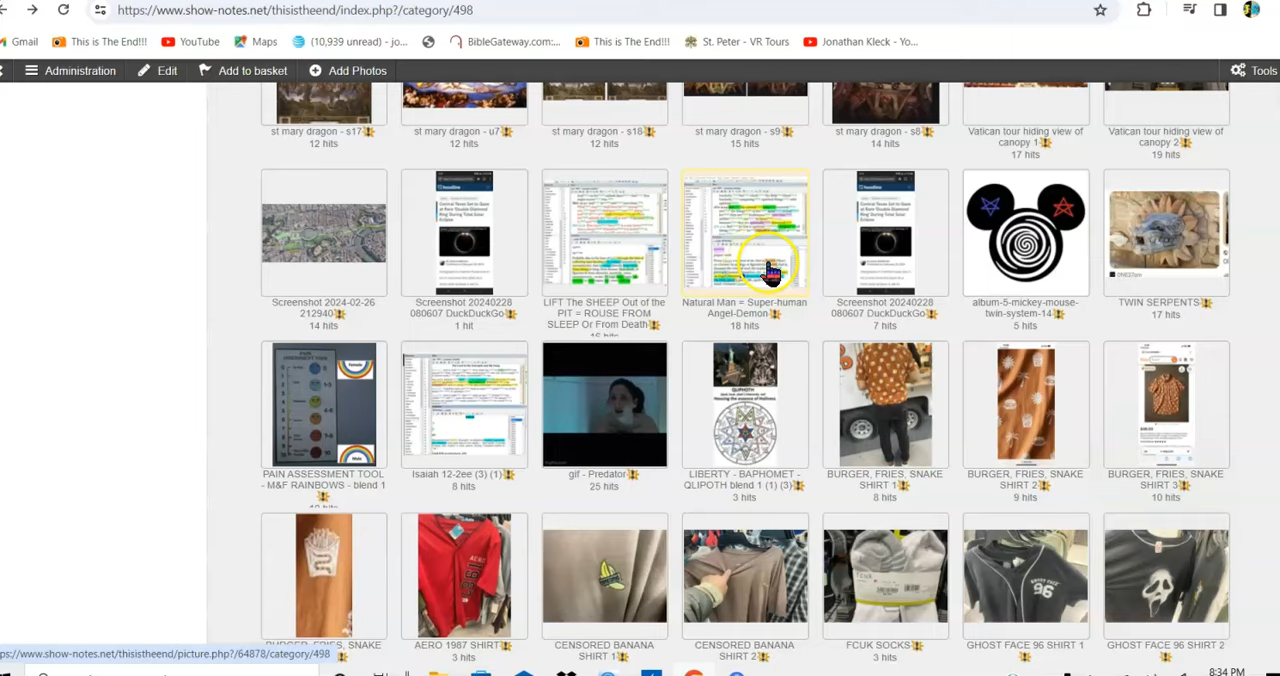 https://www.show-notes.net/thisistheend/index.php?/category/498
Gmail
This is The End!!!
YouTube
Maps
(10,939 unread) - jo...
BibleGateway.com:...
This is The End!!!
St. Peter - VR Tours
Jonathan Kleck - Yo...
Administration
Edit
Add to basket
Add Photos
Tools
st mary dragon - s17
12 hits
st mary dragon - u7
12 hits
st mary dragon - s18
12 hits
st mary dragon - s9
15 hits
st mary dragon - s8
14 hits
Vatican tour hiding view of
canopy 1
17 hits
Vatican tour hiding view of
canopy 2
19 hits
Screenshot 2024-02-26
212940
14 hits
Screenshot 20240228
080607 DuckDuckGo
1 hit
LIFT The SHEEP Out of the
PIT = ROUSE FROM
SLEEP Or From Death
Natural Man = Super-human
Angel-Demon
18 hits
Screenshot 20240228
080607 DuckDuckGo
7 hits
album-5-mickey-mouse-
twin-system-14
5 hits
TWIN SERPENTS
17 hits
PAIN ASSESSMENT TOOL
- M&F RAINBOWS - blend 1
Isaiah 12-2ee (3) (1)
8 hits
gif - Predator
25 hits
QLIPHOTH
LIBERTY - BAPHOMET -
QLIPOTH blend 1 (1) (3)
3 hits
BURGER, FRIES, SNAKE
SHIRT 1
8 hits
BURGER, FRIES, SNAKE
SHIRT 2
9 hits
BURGER, FRIES, SNAKE
SHIRT 3
10 hits
BURGER, FRIES, SNAKE
AERO 1987 SHIRT
3 hits
CENSORED BANANA
SHIRT 1
CENSORED BANANA
SHIRT 2
FCUK SOCKS
3 hits
GHOST FACE 96 SHIRT 1
GHOST FACE 96 SHIRT 2
ps://www.show-notes.net/thisistheend/picture.php?/64878/category/498
8:34 PM